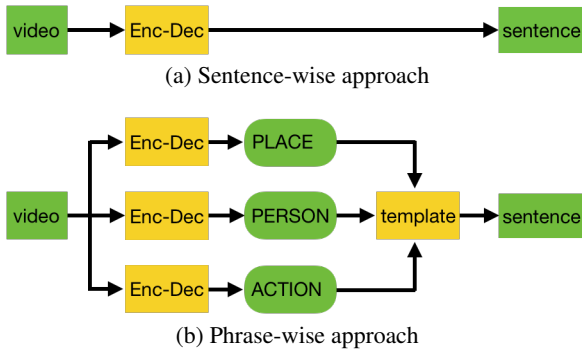 video Enc-Dec sentence
(a) Sentence-wise approach
Enc-Dec PLACE
video Enc-Dec PERSON template sentence
Enc-Dec ACTION
(b) Phrase-wise approach